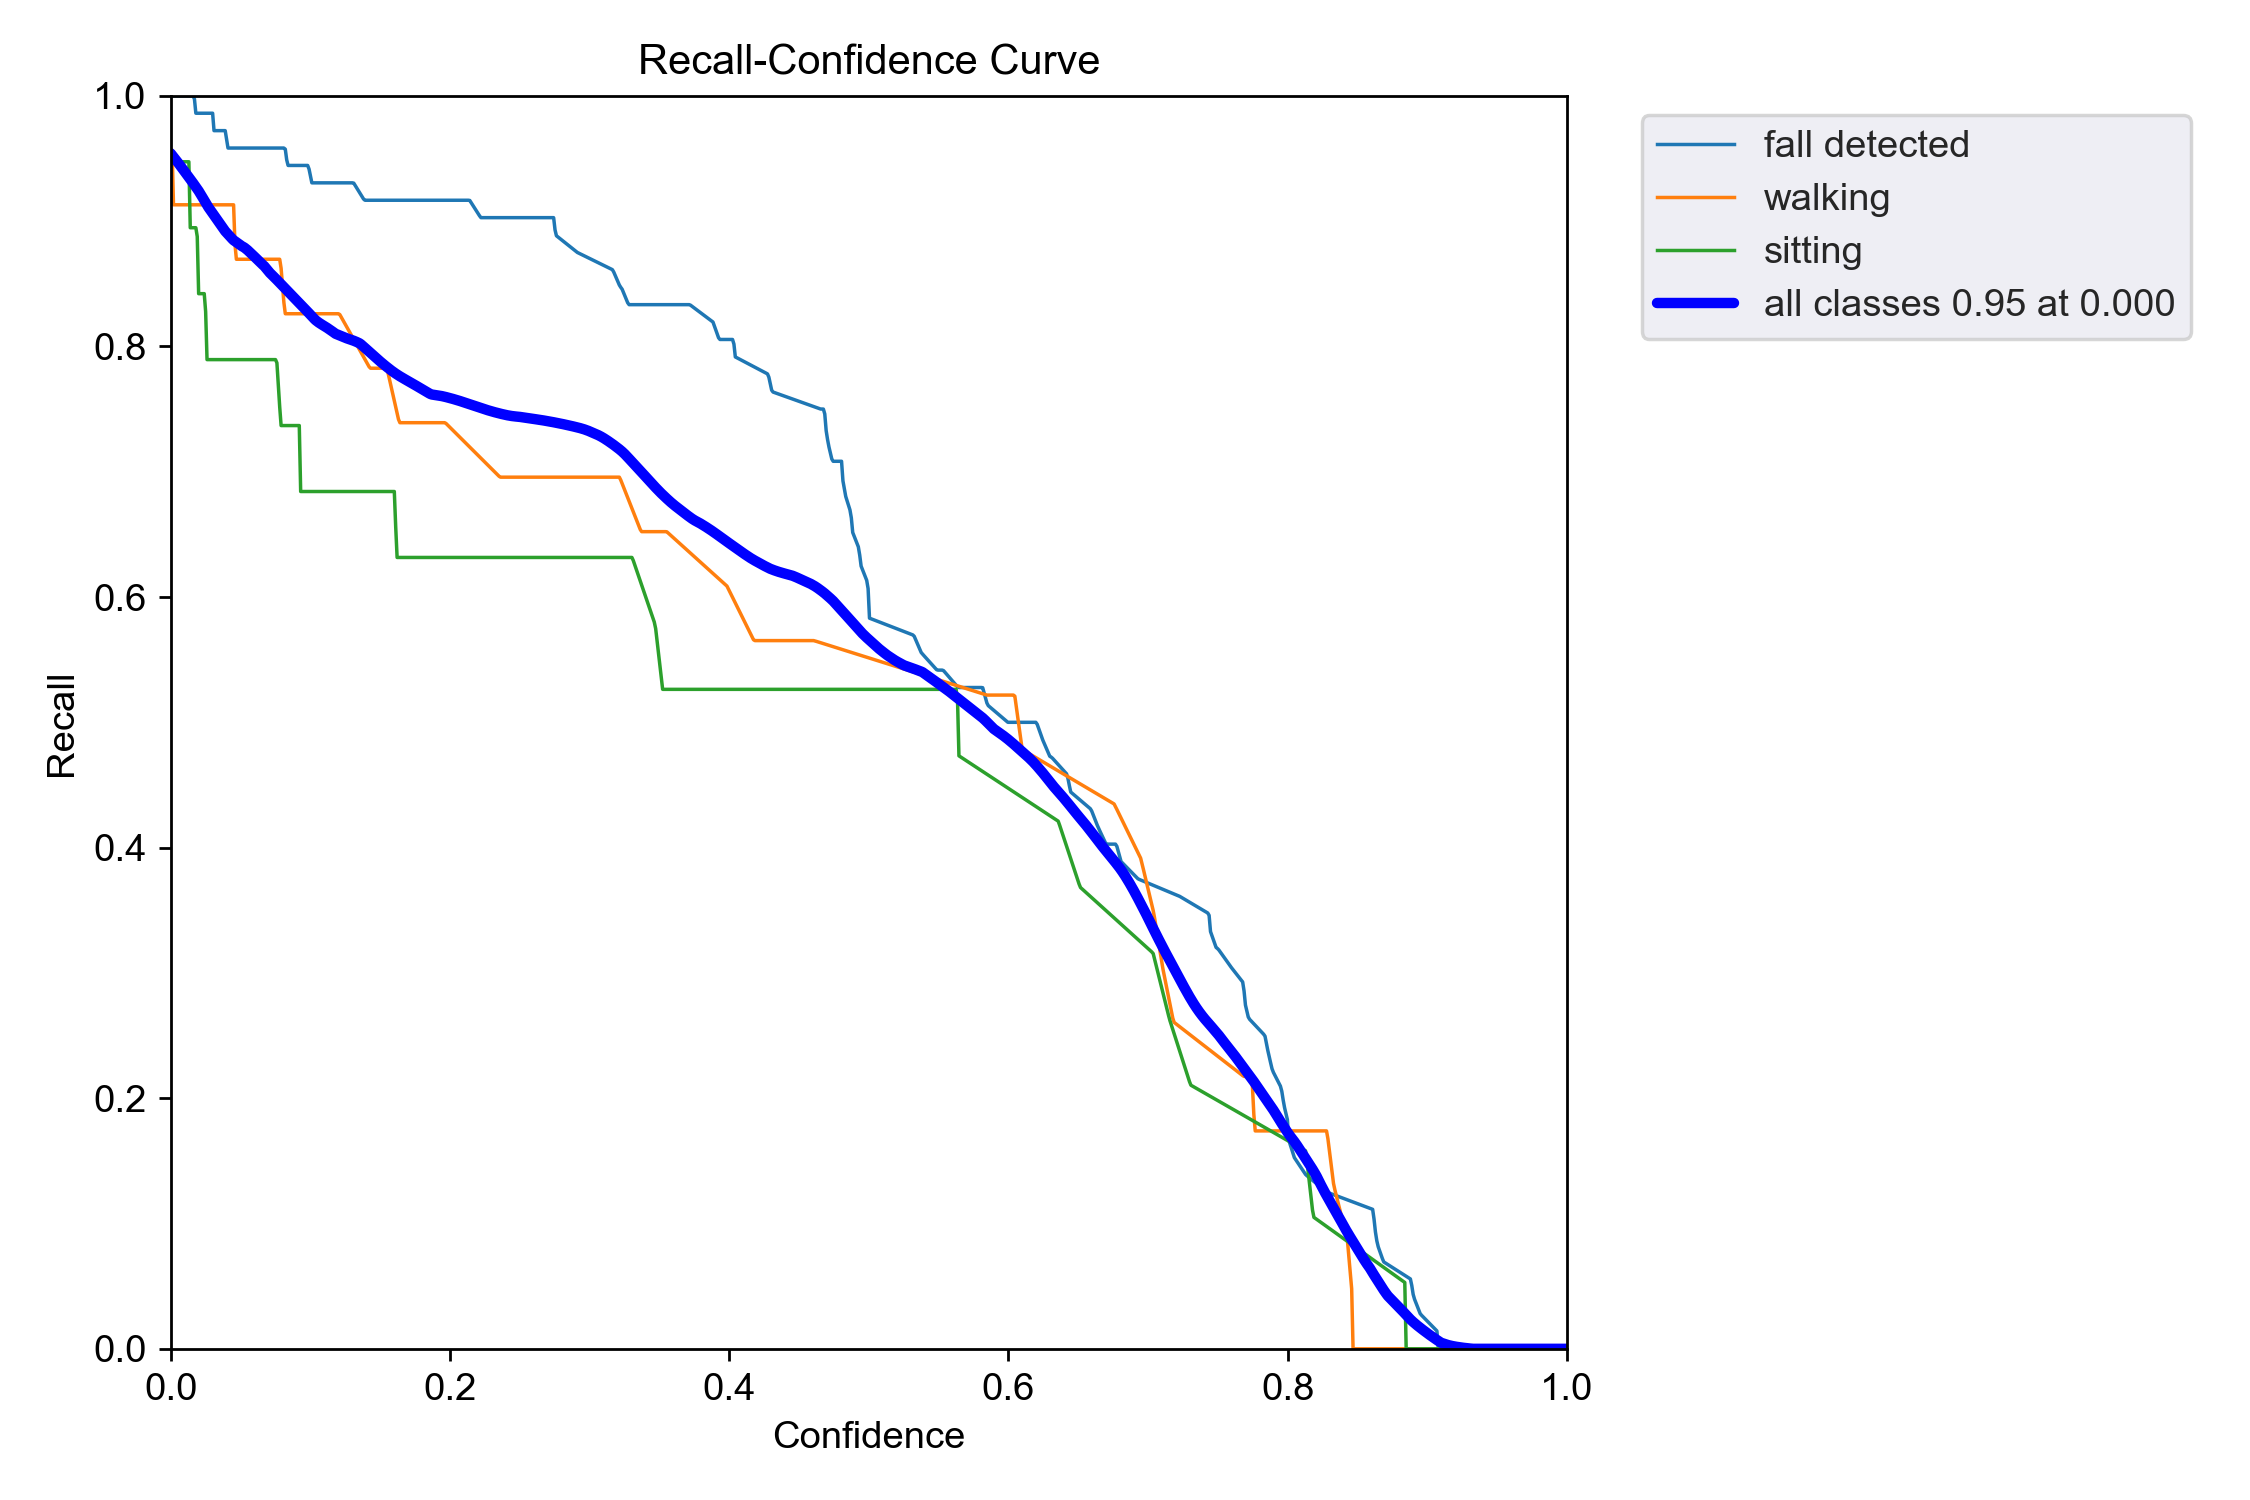 Recall-Confidence Curve
1.0
0.8
0.6
0.4
0.2
0.0
Recall
0.0 0.2 0.4 0.6 0.8 1.0
Confidence
fall detected
walking
sitting
all classes 0.95 at 0.000